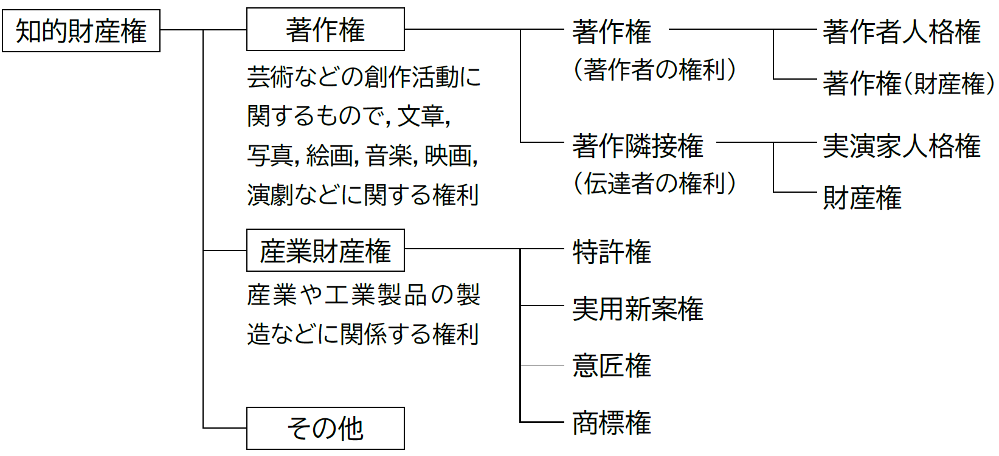 知的財産権
著作権
芸術などの創作活動に
関するもので，文章，
写真，絵画，音楽，映画，
演劇などに関する権利
著作権
（著作者の権利）
著作者人格権
著作権（財産権）
著作隣接権
（伝達者の権利）
実演家人格権
財産権
産業財産権
産業や工業製品の製
造などに関係する権利
特許権
実用新案権
意匠権
商標権
その他